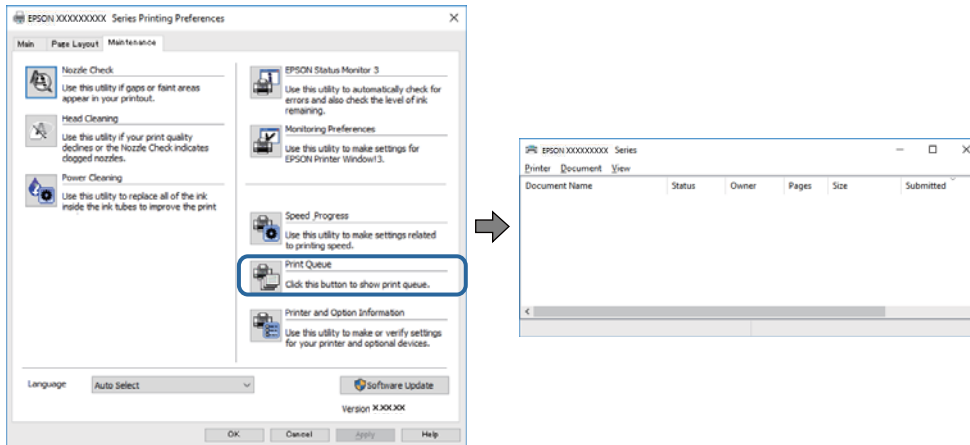 EPSON XXXXXXXXX Series Printing Preferences
Main Page Layout Maintenance
Nozzle Check
Use this utility if gaps or faint areas
appear in your printout.
Head Cleaning
Use this utility if your print quality
declines or the Nozzle Check indicates
clogged nozzles.
Power Cleaning
Use this utility to replace all of the ink
inside the ink tubes to improve the print
EPSON Status Monitor 3
Use this utility to automatically check for
errors and also check the level of ink
remaining.
Monitoring Preferences
Use this utility to make settings for
EPSON Printer Window!3.
Speed Progress
Use this utility to make settings related
to printing speed.
Print Queue
Click this button to show print queue.
Printer and Option Information
Use this utility to make or verify settings
for your printer and optional devices.
Language Auto Select
Software Update
Version X.XX.XX
OK Cancel Apply Help
EPSON XXXXXXXXX Series
Printer Document View
Document Name Status Owner Pages Size Submitted